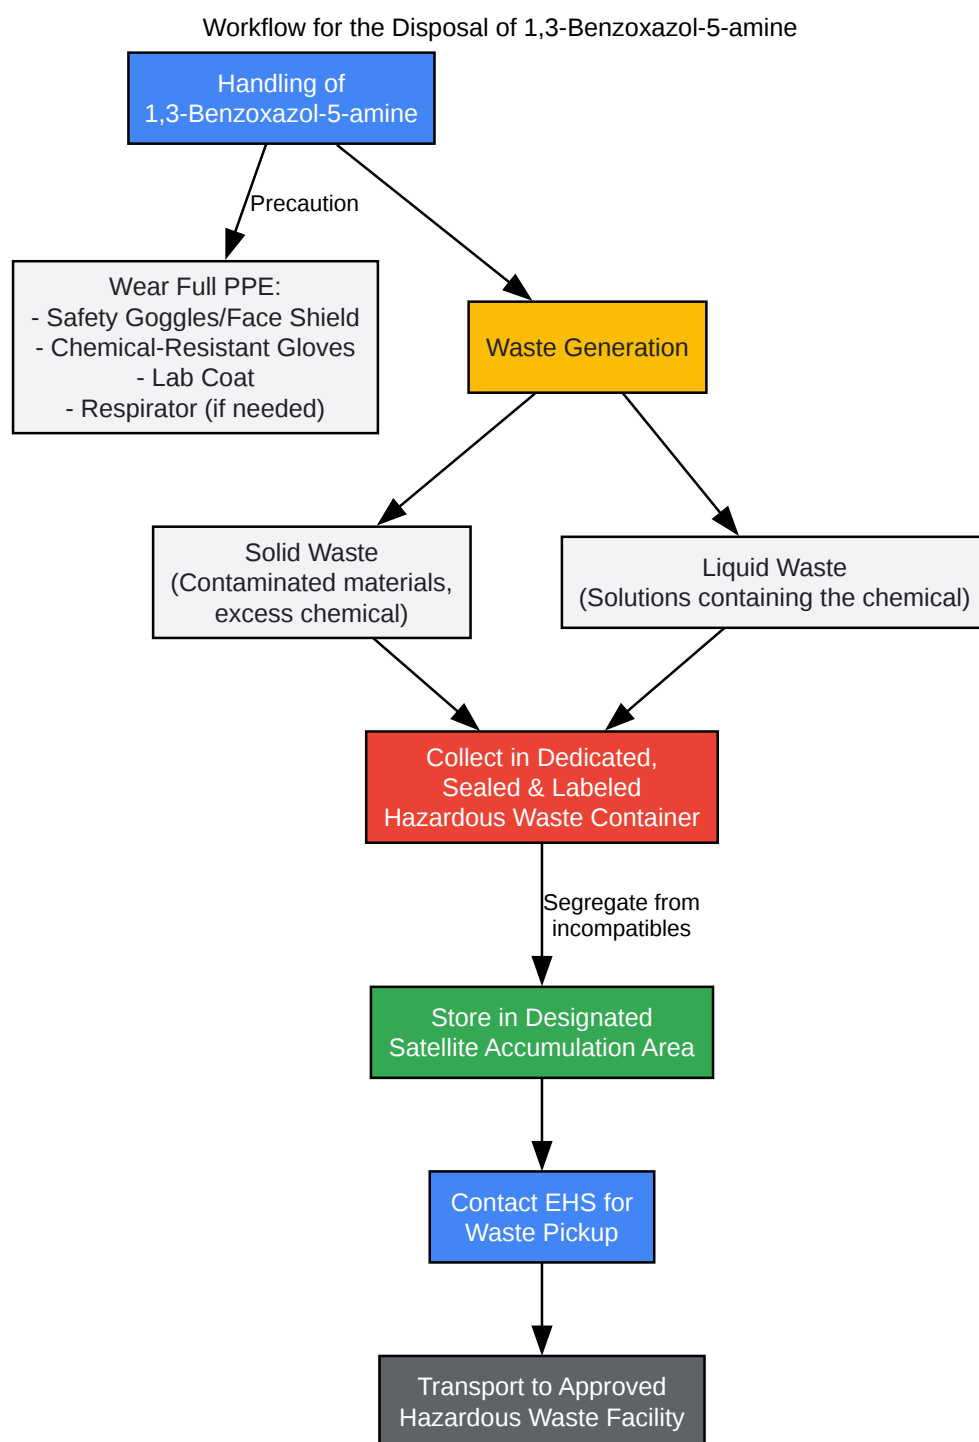 Workflow for the Disposal of 1,3-Benzoxazol-5-amine
Handling of
1,3-Benzoxazol-5-amine
Precaution
Wear Full PPE:
- Safety Goggles/Face Shield
- Chemical-Resistant Gloves
- Lab Coat
- Respirator (if needed)
Waste Generation
Solid Waste
(Contaminated materials,
excess chemical)
Liquid Waste
(Solutions containing the chemical)
Collect in Dedicated,
Sealed & Labeled
Hazardous Waste Container
Segregate from
incompatibles
Store in Designated
Satellite Accumulation Area
Contact EHS for
Waste Pickup
Transport to Approved
Hazardous Waste Facility